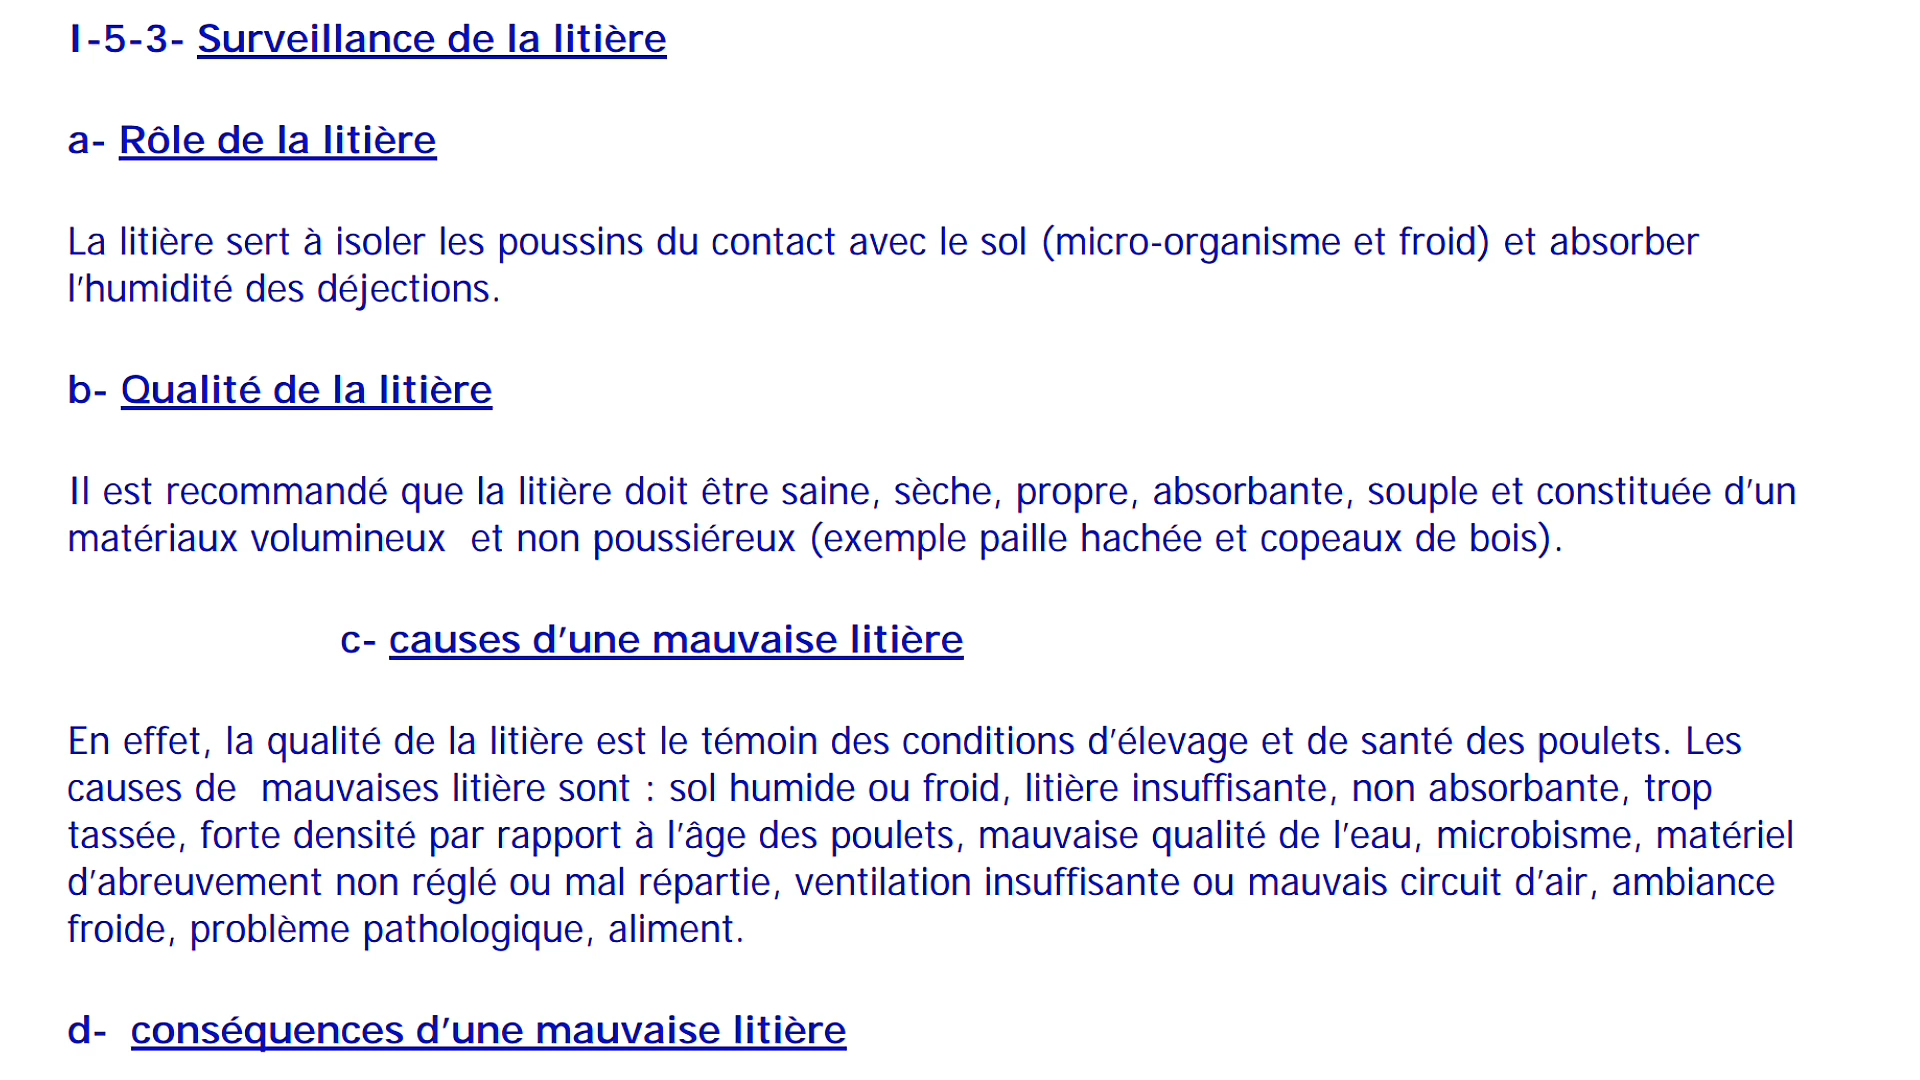 I-5-3- Surveillance de la litière
a- Rôle de la litière
La litière sert à isoler les poussins du contact avec le sol (micro-organisme et froid) et absorber
l'humidité des déjections.
b- Qualité de la litière
Il est recommandé que la litière doit être saine, sèche, propre, absorbante, souple et constituée d'un
matériaux volumineux  et non poussiéreux (exemple paille hachée et copeaux de bois).
c- causes d'une mauvaise litière
En effet, la qualité de la litière est le témoin des conditions d'élevage et de santé des poulets. Les
causes de  mauvaises litière sont : sol humide ou froid, litière insuffisante, non absorbante, trop
tassée, forte densité par rapport à l'âge des poulets, mauvaise qualité de l'eau, microbisme, matériel
d'abreuvement non réglé ou mal répartie, ventilation insuffisante ou mauvais circuit d'air, ambiance
froide, problème pathologique, aliment.
d-  conséquences d'une mauvaise litière